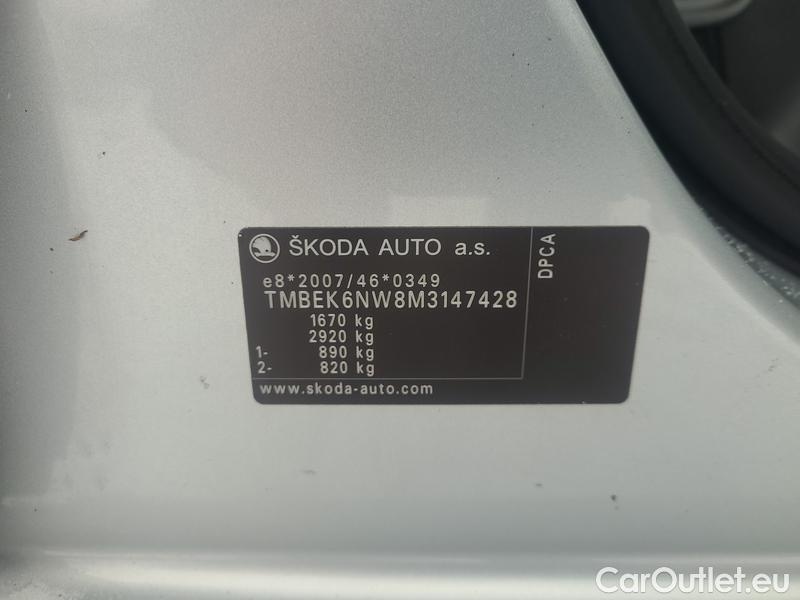 ŠKODA AUTO a.s.
DPCA
e8*2007/46*0349
TMBEK6NW8M3147428
1670 kg
2920 kg
1- 890 kg
2- 820 kg
www.skoda-auto.com
CarOutlet.eu